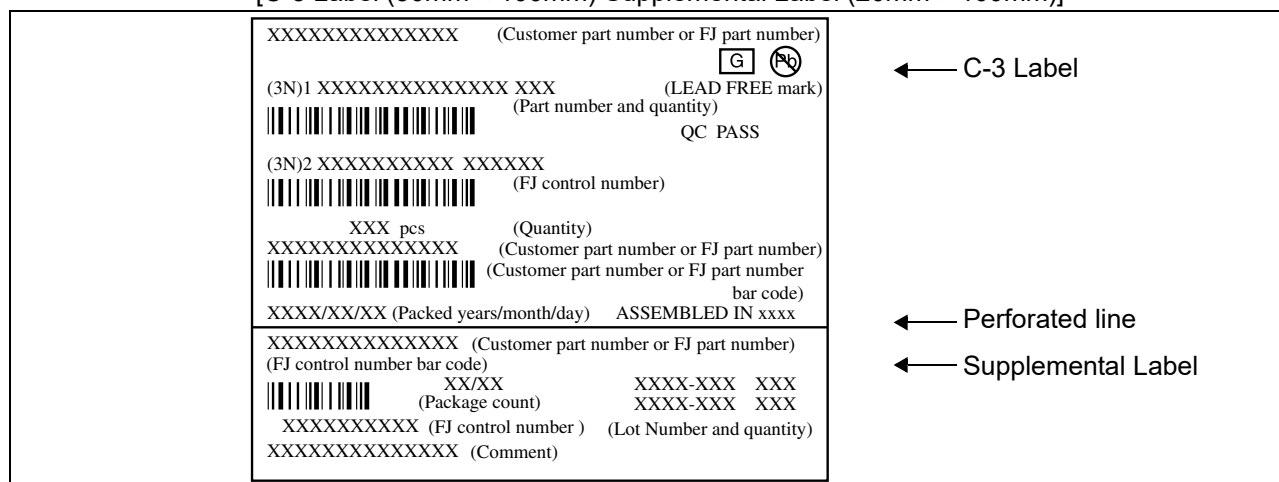 XXXXXXXXXXXXXX (Customer part number or FJ part number)
G Pb
C-3 Label
(3N)1 XXXXXXXXXXXXXX XXX (LEAD FREE mark)
(Part number and quantity)
QC PASS
(3N)2 XXXXXXXXXX XXXXXX
(FJ control number)
XXX pcs (Quantity)
XXXXXXXXXXXXXX (Customer part number or FJ part number)
(Customer part number or FJ part number
bar code)
XXXX/XX/XX (Packed years/month/day) ASSEMBLED IN xxxx
Perforated line
XXXXXXXXXXXXXX (Customer part number or FJ part number)
(FJ control number bar code)
Supplemental Label
XX/XX XXXX-XXX XXX
(Package count) XXXX-XXX XXX
XXXXXXXXXX (FJ control number ) (Lot Number and quantity)
XXXXXXXXXXXXXX (Comment)